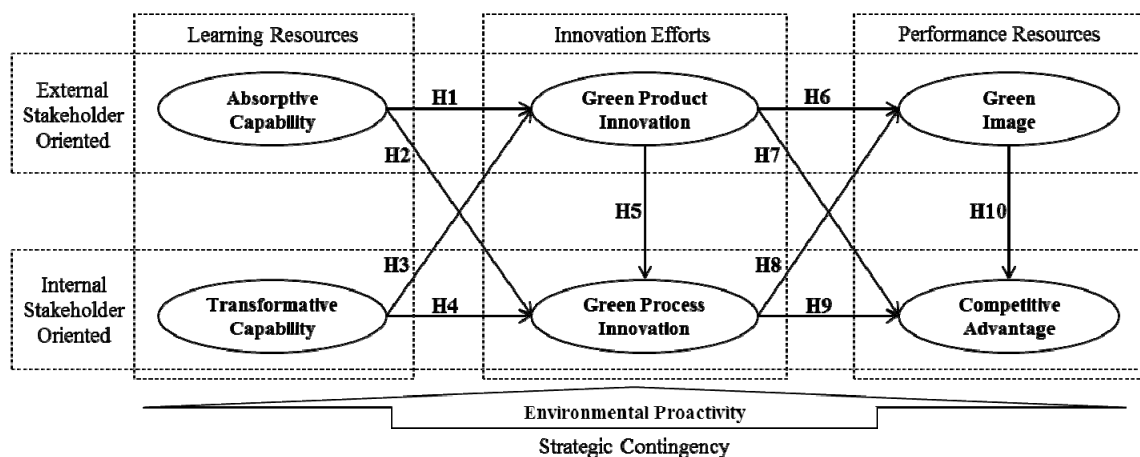 Learning Resources
Innovation Efforts
Performance Resources
External
Stakeholder
Oriented
Absorptive
Capability
H1
Green Product
Innovation
H6
Green
Image
H2
H7
H5
H10
H3
H8
Internal
Stakeholder
Oriented
Transformative
Capability
H4
Green Process
Innovation
H9
Competitive
Advantage
Environmental Proactivity
Strategic Contingency